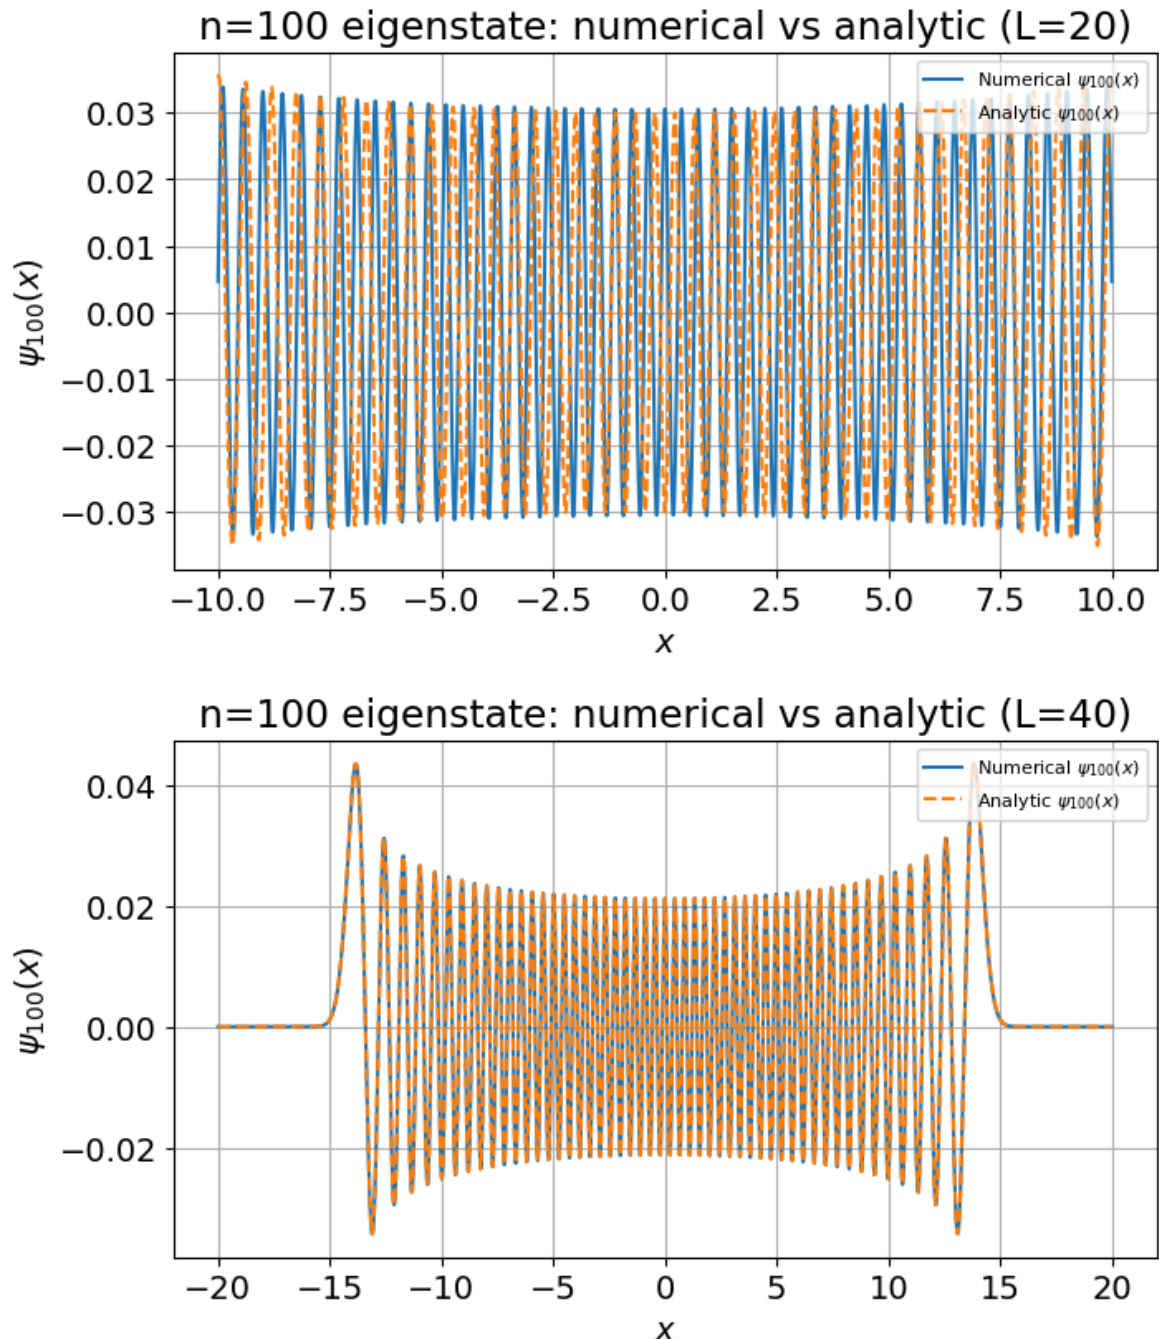 n=100 eigenstate: numerical vs analytic (L=20)
Numerical ψ₁₀₀(x)
Analytic ψ₁₀₀(x)
0.03
0.02
0.01
0.00
−0.01
−0.02
−0.03
ψ₁₀₀(x)
−10.0 −7.5 −5.0 −2.5 0.0 2.5 5.0 7.5 10.0
x
n=100 eigenstate: numerical vs analytic (L=40)
Numerical ψ₁₀₀(x)
Analytic ψ₁₀₀(x)
0.04
0.02
0.00
−0.02
ψ₁₀₀(x)
−20 −15 −10 −5 0 5 10 15 20
x